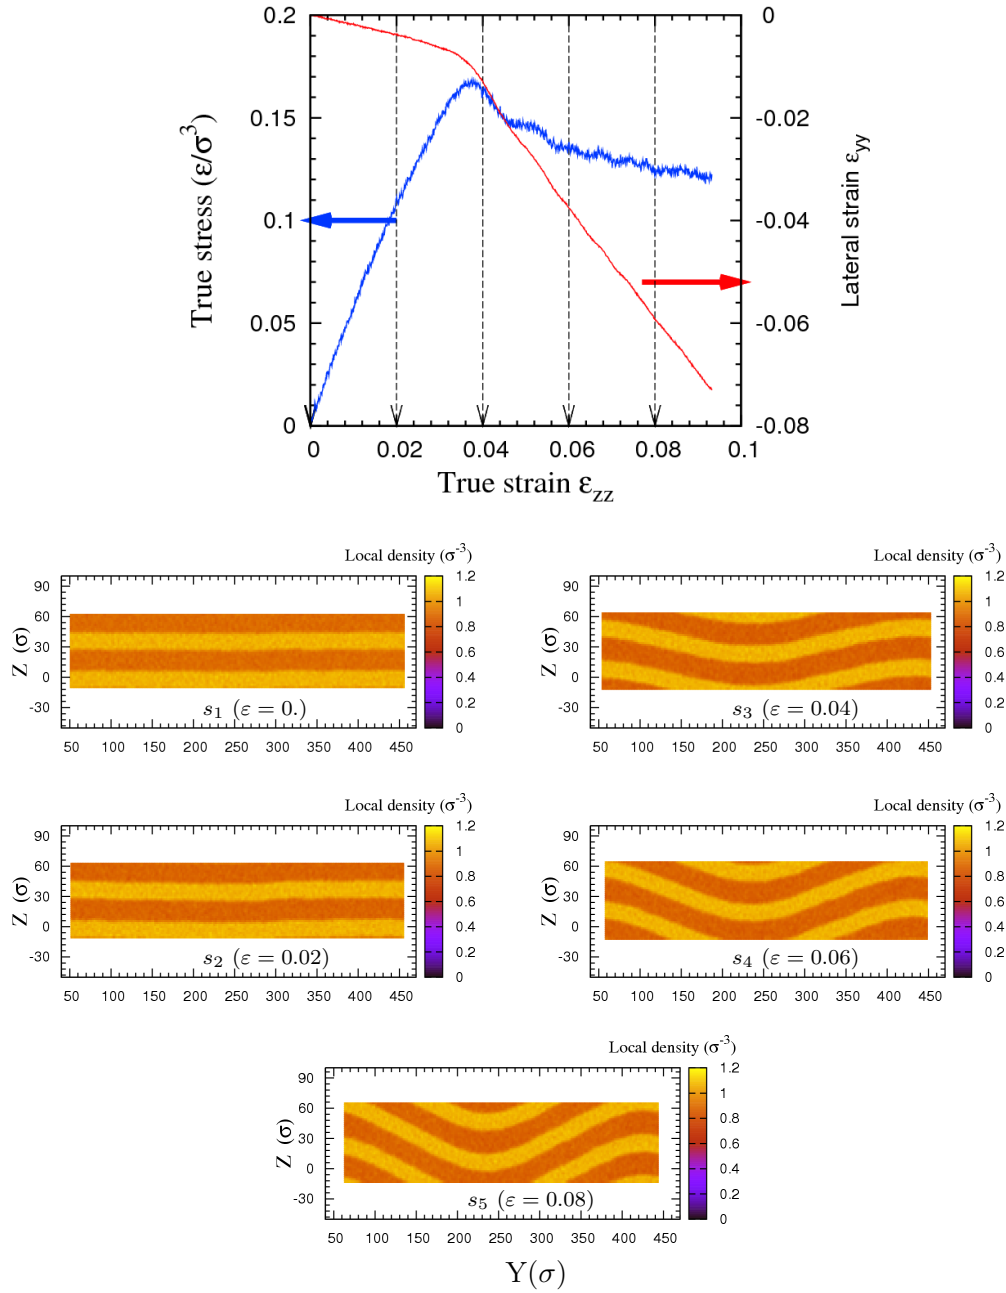 True stress (ε/σ³)
0.2
0.15
0.1
0.05
0
0
-0.02
-0.04
-0.06
-0.08
Lateral strain ε_yy
0 0.02 0.04 0.06 0.08 0.1
True strain ε_zz
Local density (σ⁻³)
Z (σ)
90
60
30
0
-30
1.2
1
0.8
0.6
0.4
0.2
0
s₁ (ε = 0.)
50 100 150 200 250 300 350 400 450
Local density (σ⁻³)
Z (σ)
90
60
30
0
-30
1.2
1
0.8
0.6
0.4
0.2
0
s₃ (ε = 0.04)
50 100 150 200 250 300 350 400 450
Local density (σ⁻³)
Z (σ)
90
60
30
0
-30
1.2
1
0.8
0.6
0.4
0.2
0
s₂ (ε = 0.02)
50 100 150 200 250 300 350 400 450
Local density (σ⁻³)
Z (σ)
90
60
30
0
-30
1.2
1
0.8
0.6
0.4
0.2
0
s₄ (ε = 0.06)
50 100 150 200 250 300 350 400 450
Local density (σ⁻³)
Z (σ)
90
60
30
0
-30
1.2
1
0.8
0.6
0.4
0.2
0
s₅ (ε = 0.08)
50 100 150 200 250 300 350 400 450
Y(σ)